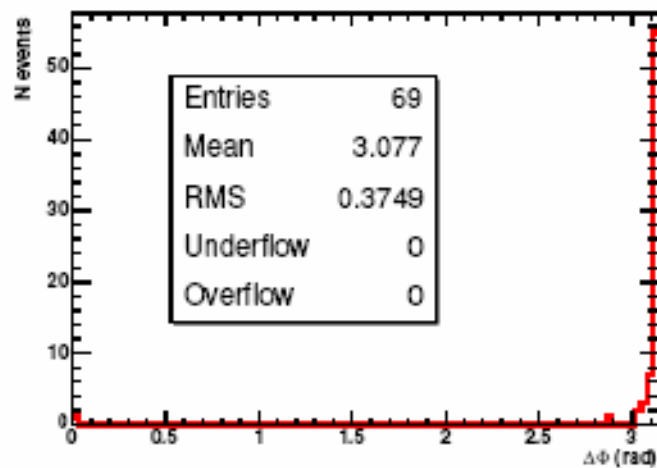 N events
50
40
30
20
10
0
Entries 69
Mean 3.077
RMS 0.3749
Underflow 0
Overflow 0
0 0.5 1 1.5 2 2.5 3
ΔΦ (rad)